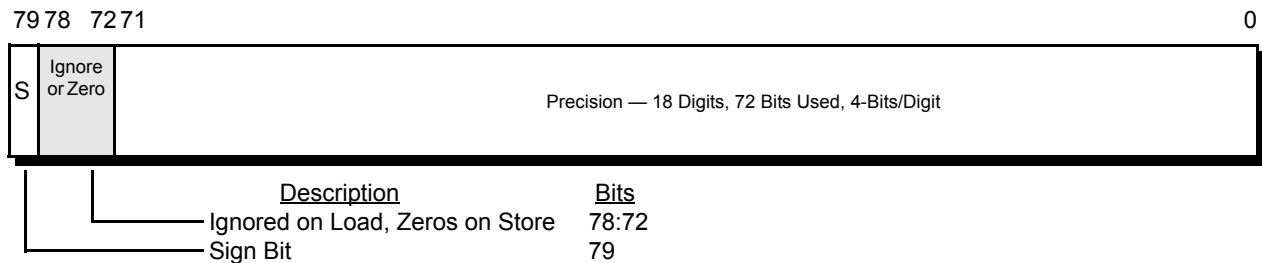 79 78 72 71 0
S Ignore
or Zero
Precision — 18 Digits, 72 Bits Used, 4-Bits/Digit
Description Bits
Ignored on Load, Zeros on Store 78:72
Sign Bit 79